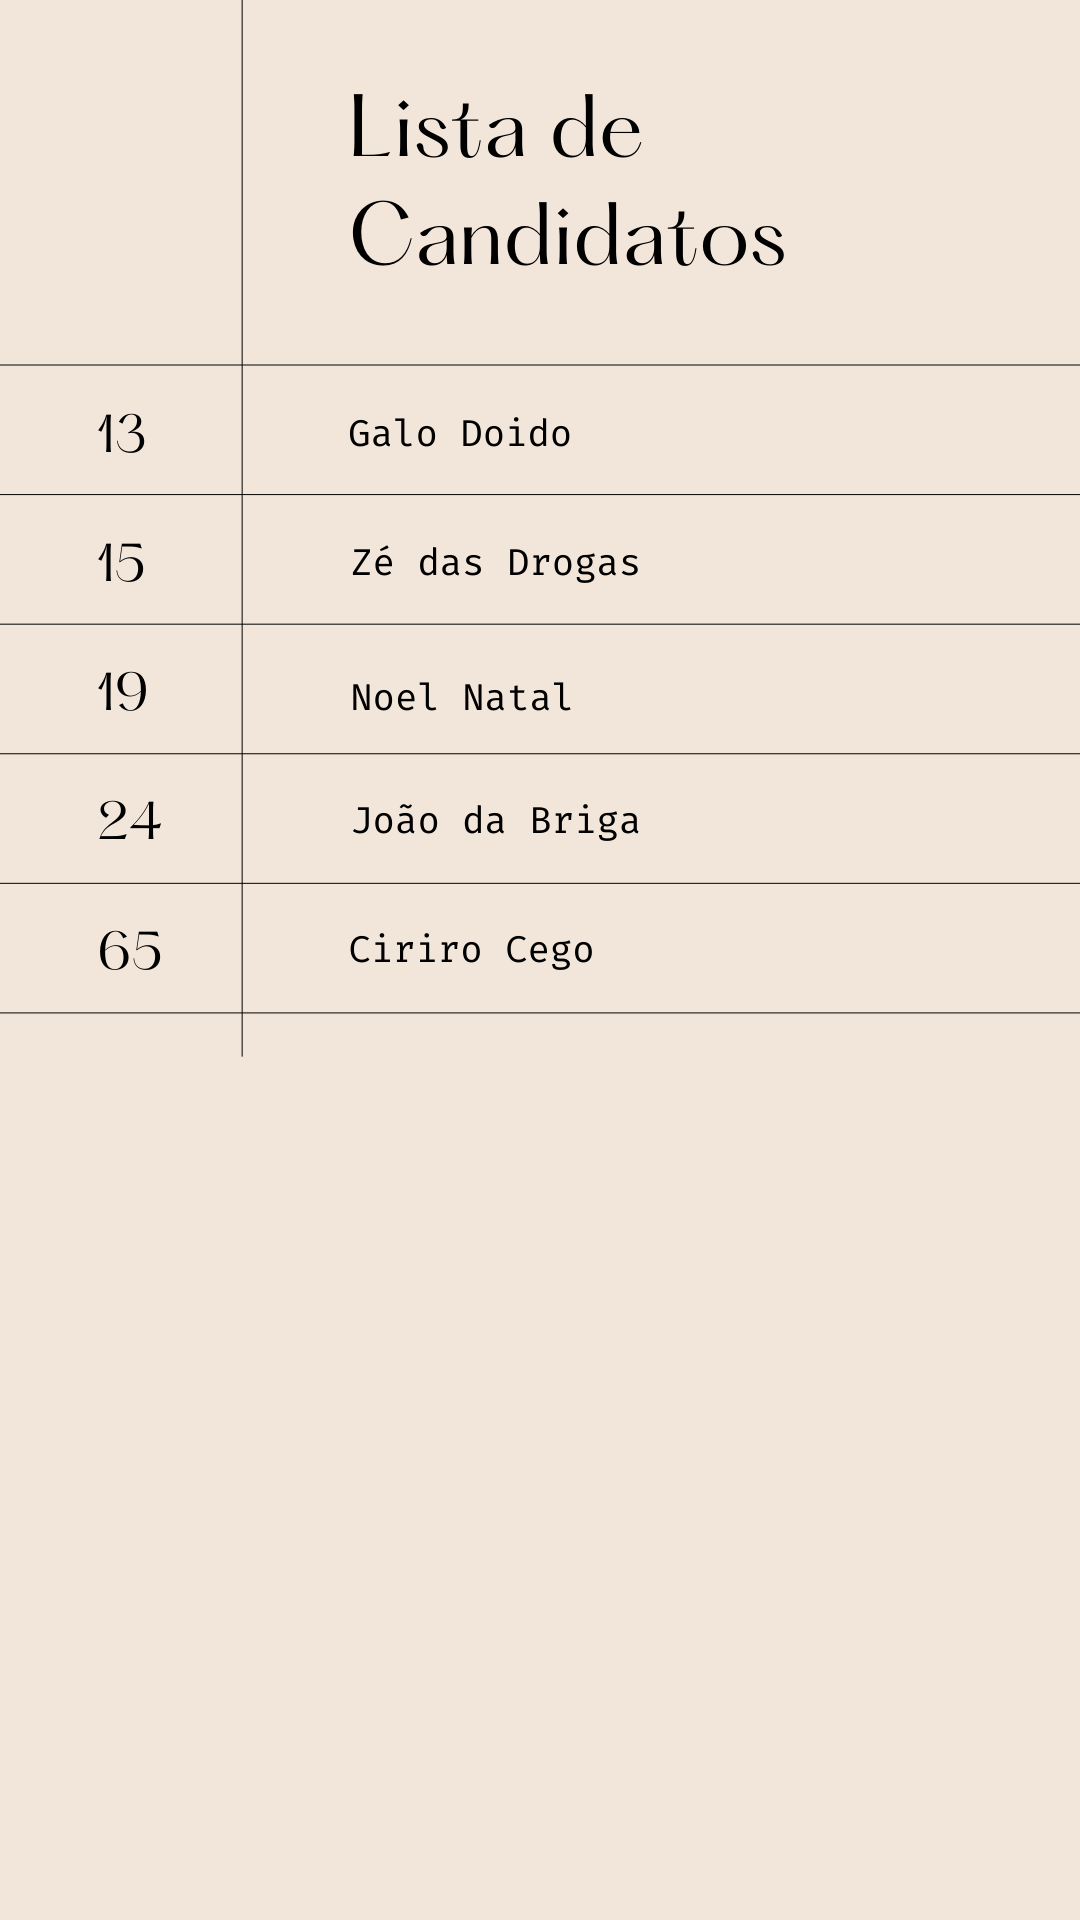 Lista de
Candidatos
13 Galo Doido
15 Zé das Drogas
19 Noel Natal
24 João da Briga
65 Ciriro Cego